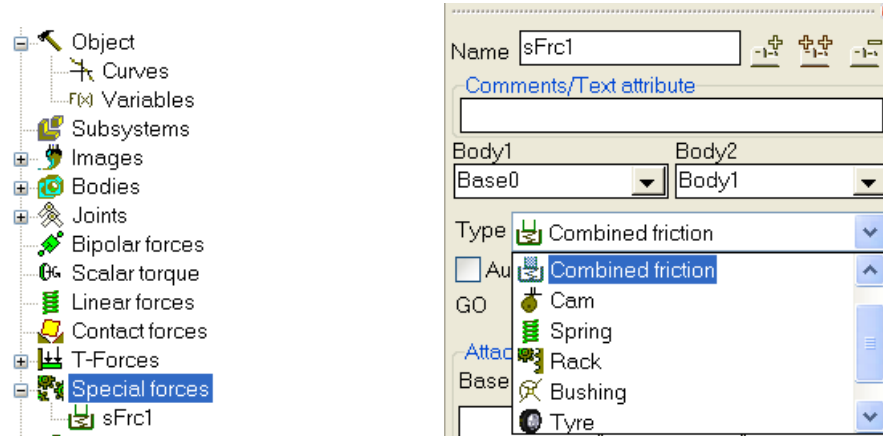 Object
Curves
F(x) Variables
Subsystems
Images
Bodies
Joints
Bipolar forces
Scalar torque
Linear forces
Contact forces
T-Forces
Special forces
sFrc1
Name sFrc1
Comments/Text attribute
Body1 Body2
Base0 Body1
Type Combined friction
Au Combined friction
Cam
GO
Spring
Attac
Rack
Base
Bushing
Tyre